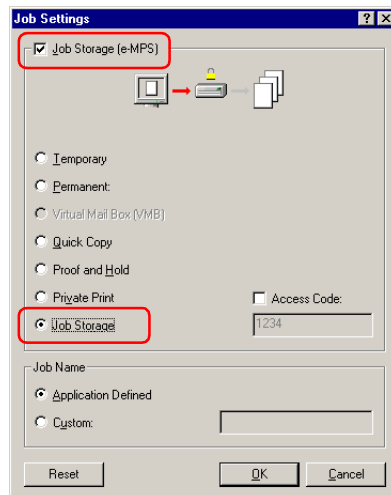 Job Settings
Job Storage (e-MPS)
Temporary
Permanent:
Virtual Mail Box (VMB)
Quick Copy
Proof and Hold
Private Print
Access Code:
Job Storage
1234
Job Name
Application Defined
Custom:
Reset
OK
Cancel